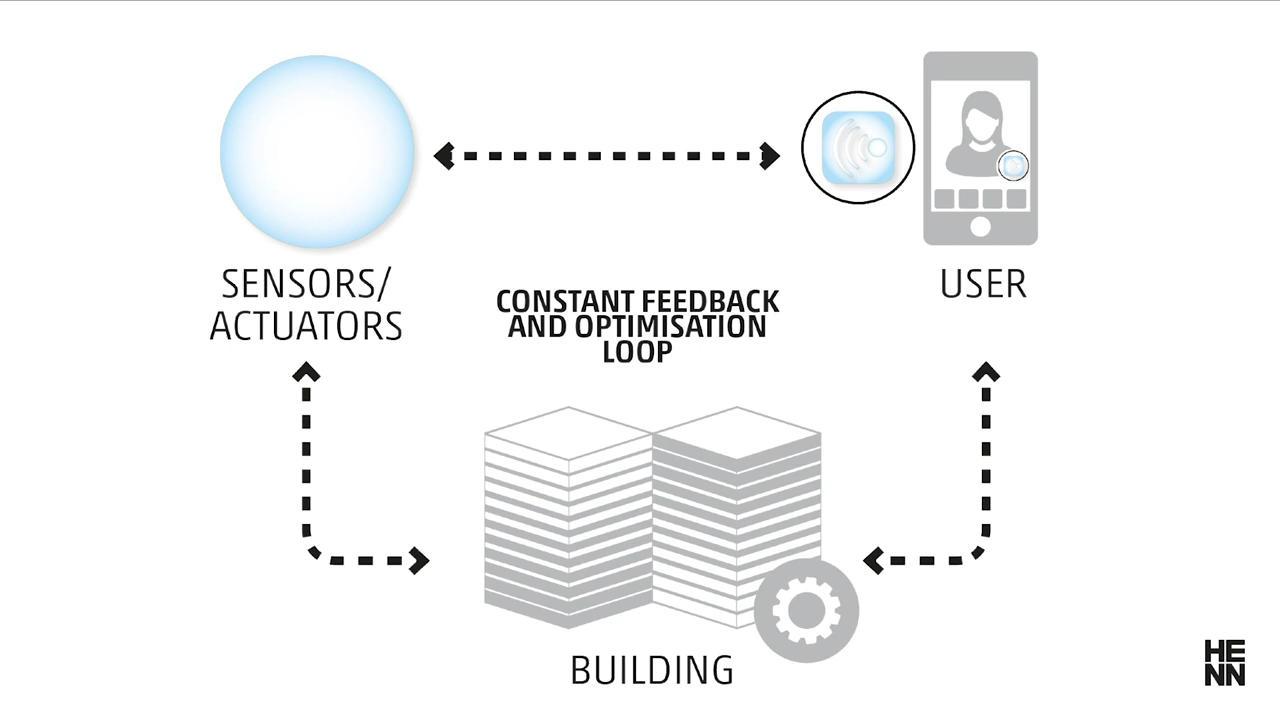 SENSORS/
ACTUATORS
USER
CONSTANT FEEDBACK
AND OPTIMISATION
LOOP
BUILDING
HE
NN